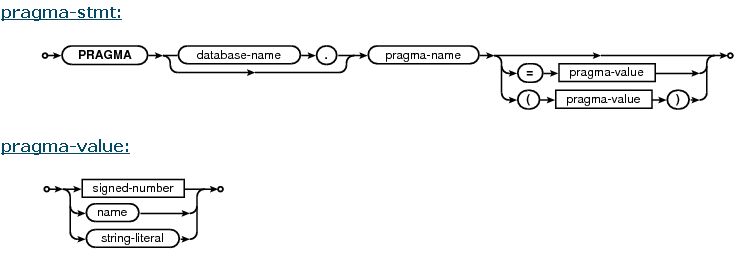 pragma-stmt:
PRAGMA database-name . pragma-name
= pragma-value
( pragma-value )
pragma-value:
signed-number
name
string-literal